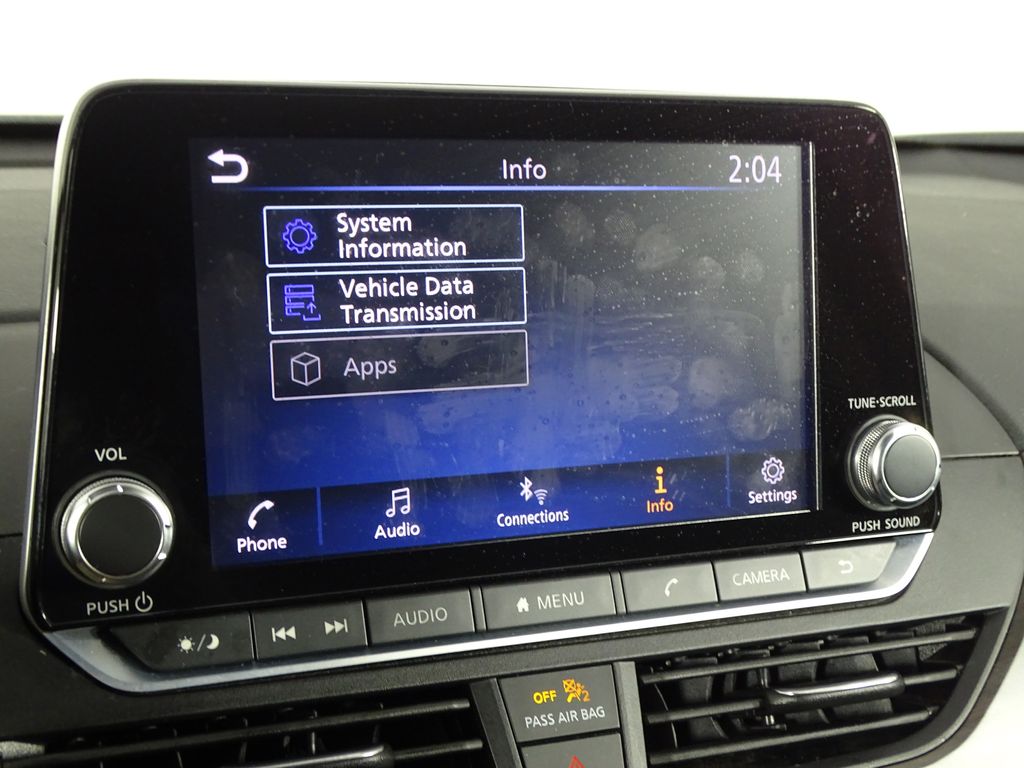 Info
2:04
System
Information
Vehicle Data
Transmission
Apps
TUNE•SCROLL
VOL
Phone
Audio
Connections
Info
Settings
PUSH SOUND
PUSH
AUDIO
MENU
CAMERA
OFF 2
PASS AIR BAG